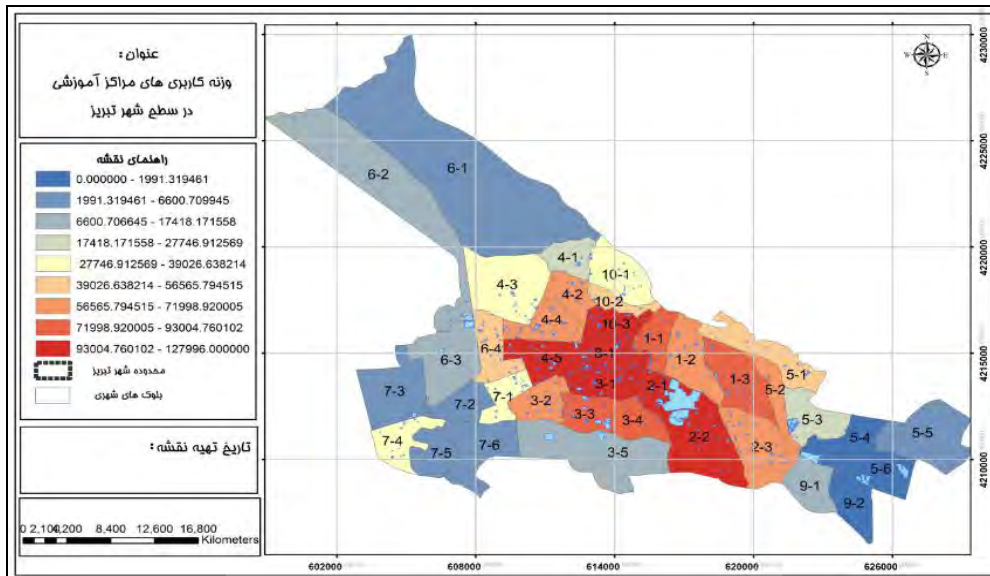 عنوان :
وزنه کاربری های مراکز آموزشی
در سطح شهر تبریز
راهنمای نقشه
0.000000 - 1991.319461
1991.319461 - 6600.709945
6600.706645 - 17418.171558
17418.171558 - 27746.912569
27746.912569 - 39026.638214
39026.638214 - 56565.794515
56565.794515 - 71998.920005
71998.920005 - 93004.760102
93004.760102 - 127996.000000
محدوده شهر تبریز
بلوک های شهری
تاریخ تهیه نقشه :
0 2,100 4,200 8,400 12,600 16,800
Kilometers
N
W E
S
6-2
6-1
4-1
10-1
4-3
4-2
10-2
4-4
10-3
1-1
6-4
4-5
8-1
1-2
6-3
3-1
2-1
1-3
5-2
5-1
7-3
7-2
7-1
3-2
3-3
3-4
2-2
2-3
5-3
5-4
5-5
7-4
7-5
7-6
3-5
5-6
9-1
9-2
602000 608000 614000 620000 626000
4230000
4225000
4220000
4215000
4210000